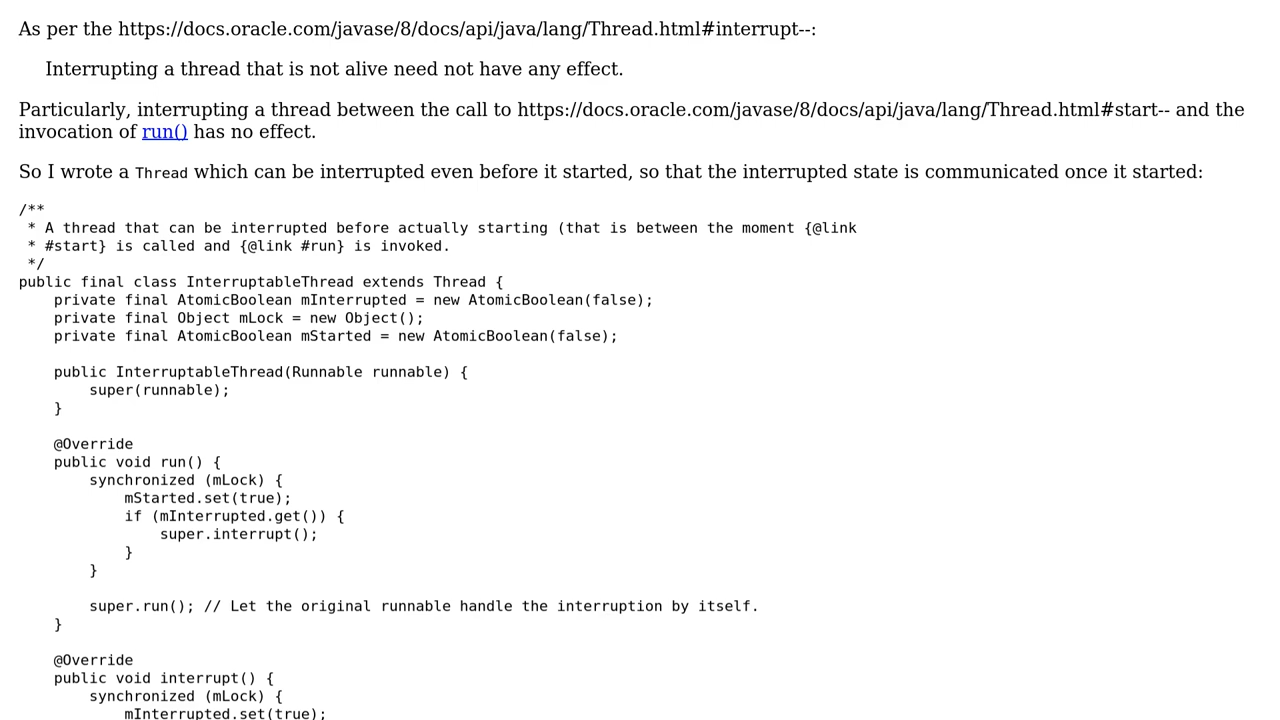 As per the https://docs.oracle.com/javase/8/docs/api/java/lang/Thread.html#interrupt--:
Interrupting a thread that is not alive need not have any effect.
Particularly, interrupting a thread between the call to https://docs.oracle.com/javase/8/docs/api/java/lang/Thread.html#start-- and the
invocation of run() has no effect.
So I wrote a Thread which can be interrupted even before it started, so that the interrupted state is communicated once it started:
/**
 * A thread that can be interrupted before actually starting (that is between the moment {@link
 * #start} is called and {@link #run} is invoked.
 */
public final class InterruptableThread extends Thread {
    private final AtomicBoolean mInterrupted = new AtomicBoolean(false);
    private final Object mLock = new Object();
    private final AtomicBoolean mStarted = new AtomicBoolean(false);
    public InterruptableThread(Runnable runnable) {
        super(runnable);
    }
    @Override
    public void run() {
        synchronized (mLock) {
            mStarted.set(true);
            if (mInterrupted.get()) {
                super.interrupt();
            }
        }
        super.run(); // Let the original runnable handle the interruption by itself.
    }
    @Override
    public void interrupt() {
        synchronized (mLock) {
            mInterrupted.set(true);